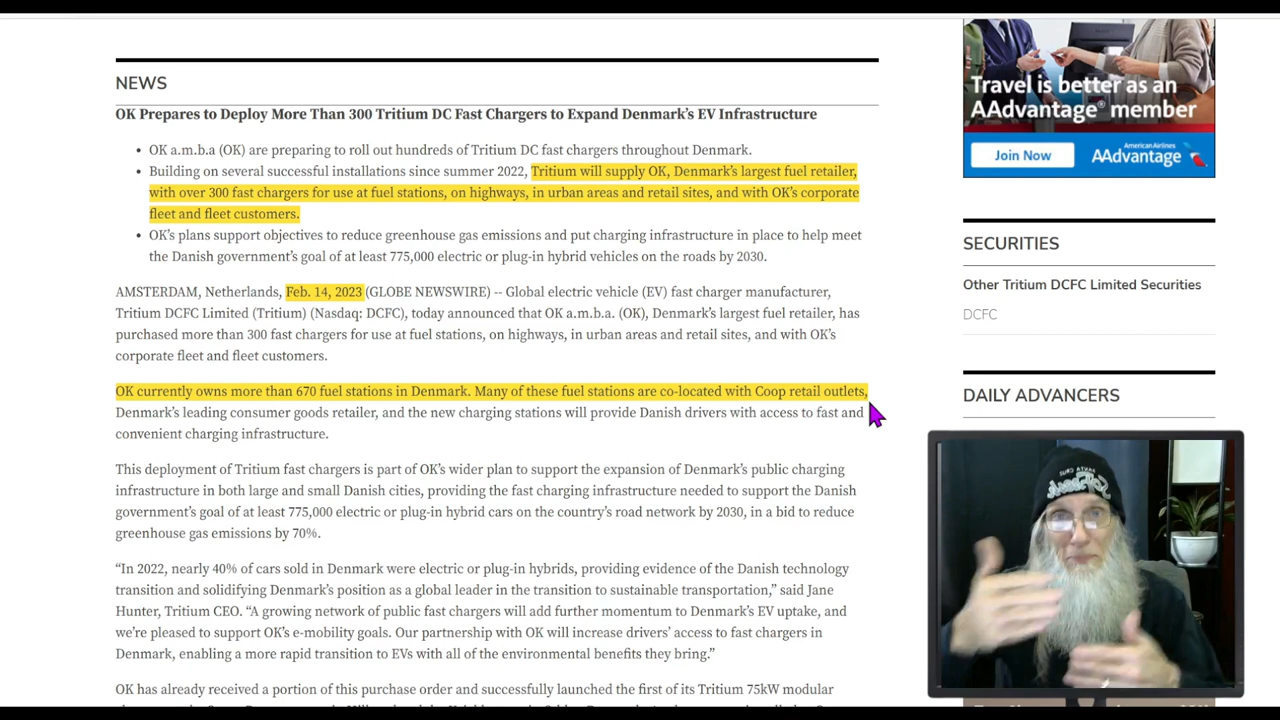 NEWS
OK Prepares to Deploy More Than 300 Tritium DC Fast Chargers to Expand Denmark's EV Infrastructure
• OK a.m.b.a (OK) are preparing to roll out hundreds of Tritium DC fast chargers throughout Denmark.
• Building on several successful installations since summer 2022, Tritium will supply OK, Denmark's largest fuel retailer,
with over 300 fast chargers for use at fuel stations, on highways, in urban areas and retail sites, and with OK's corporate
fleet and fleet customers.
• OK's plans support objectives to reduce greenhouse gas emissions and put charging infrastructure in place to help meet
the Danish government's goal of at least 775,000 electric or plug-in hybrid vehicles on the roads by 2030.
AMSTERDAM, Netherlands, Feb. 14, 2023 (GLOBE NEWSWIRE) -- Global electric vehicle (EV) fast charger manufacturer,
Tritium DCFC Limited (Tritium) (Nasdaq: DCFC), today announced that OK a.m.b.a. (OK), Denmark's largest fuel retailer, has
purchased more than 300 fast chargers for use at fuel stations, on highways, in urban areas and retail sites, and with OK's
corporate fleet and fleet customers.
OK currently owns more than 670 fuel stations in Denmark. Many of these fuel stations are co-located with Coop retail outlets,
Denmark's leading consumer goods retailer, and the new charging stations will provide Danish drivers with access to fast and
convenient charging infrastructure.
This deployment of Tritium fast chargers is part of OK's wider plan to support the expansion of Denmark's public charging
infrastructure in both large and small Danish cities, providing the fast charging infrastructure needed to support the Danish
government's goal of at least 775,000 electric or plug-in hybrid cars on the country's road network by 2030, in a bid to reduce
greenhouse gas emissions by 70%.
"In 2022, nearly 40% of cars sold in Denmark were electric or plug-in hybrids, providing evidence of the Danish technology
transition and solidifying Denmark's position as a global leader in the transition to sustainable transportation," said Jane
Hunter, Tritium CEO. "A growing network of public fast chargers will add further momentum to Denmark's EV uptake, and
we're pleased to support OK's e-mobility goals. Our partnership with OK will increase drivers' access to fast chargers in
Denmark, enabling a more rapid transition to EVs with all of the environmental benefits they bring."
OK has already received a portion of this purchase order and successfully launched the first of its Tritium 75kW modular
Travel is better as an
AAdvantage® member
Join Now
American Airlines
AAdvantage
SECURITIES
Other Tritium DCFC Limited Securities
DCFC
DAILY ADVANCERS